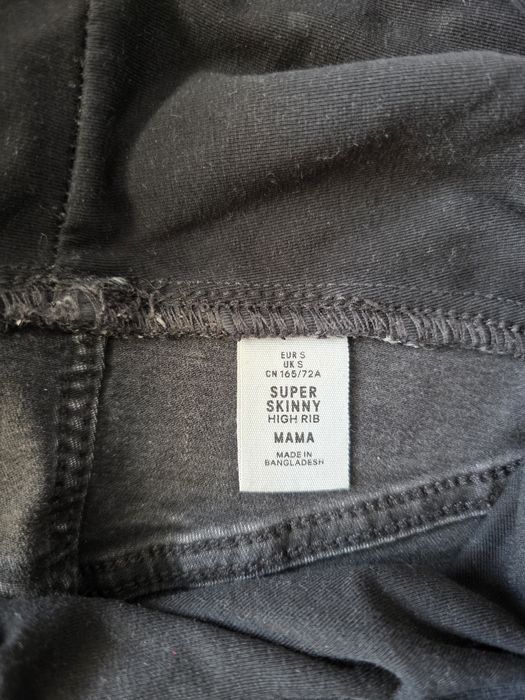 EUR S
UK S
CN 165/72A
SUPER
SKINNY
HIGH RIB
MAMA
MADE IN
BANGLADESH